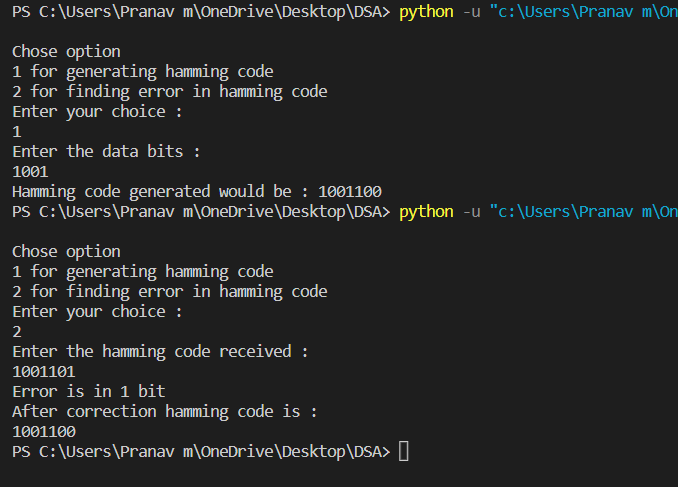 PS C:\Users\Pranav m\OneDrive\Desktop\DSA> python -u "c:\Users\Pranav m\On
Chose option
1 for generating hamming code
2 for finding error in hamming code
Enter your choice :
1
Enter the data bits :
1001
Hamming code generated would be : 1001100
PS C:\Users\Pranav m\OneDrive\Desktop\DSA> python -u "c:\Users\Pranav m\On
Chose option
1 for generating hamming code
2 for finding error in hamming code
Enter your choice :
2
Enter the hamming code received :
1001101
Error is in 1 bit
After correction hamming code is :
1001100
PS C:\Users\Pranav m\OneDrive\Desktop\DSA>